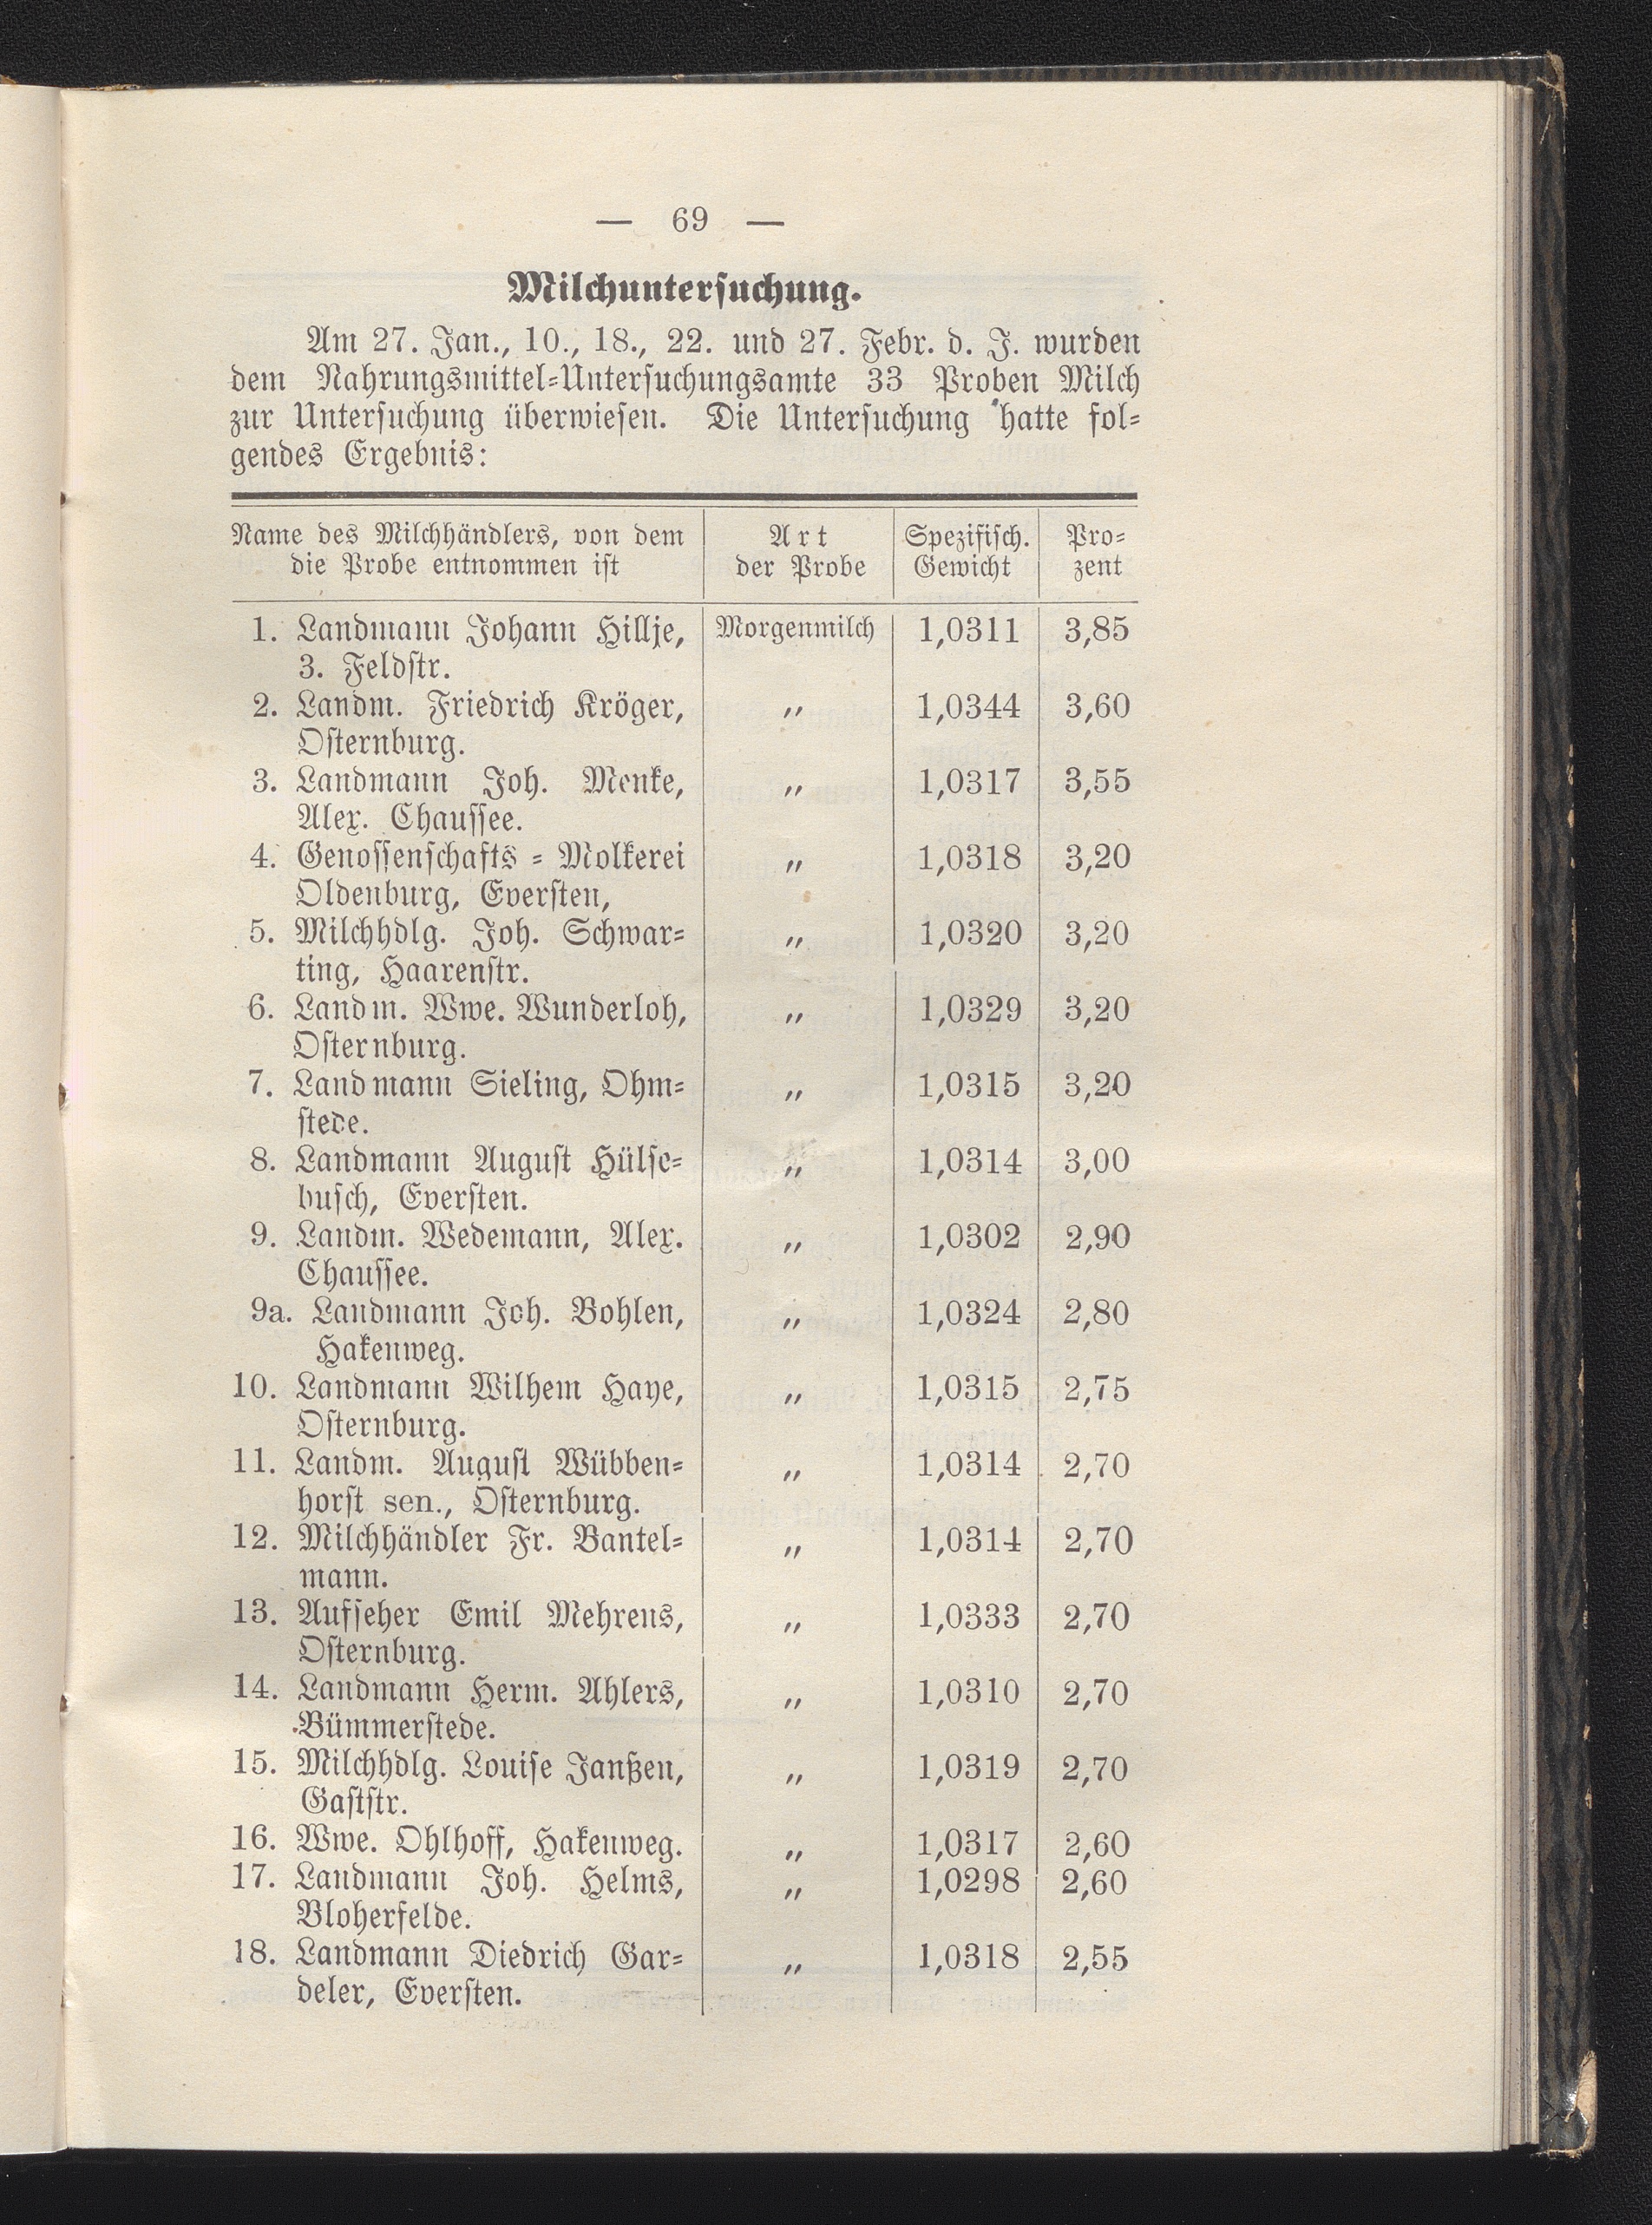 — 69 —
Milchuntersuchung.
Am 27. Jan., 10., 18., 22. und 27. Febr. d. J. wurden
dem Nahrungsmittel-Untersuchungsamte 33 Proben Milch
zur Untersuchung überwiesen. Die Untersuchung hatte fol-
gendes Ergebnis:
Name des Milchhändlers, von dem die Probe entnommen ist | Art der Probe | Spezifisch. Gewicht | Pro-zent
1. Landmann Johann Hillje, Morgenmilch 1,0311 3,85
3. Feldstr.
2. Landm. Friedrich Kröger, „ 1,0344 3,60
Osternburg.
3. Landmann Joh. Menke, „ 1,0317 3,55
Alex. Chaussee.
4. Genossenschafts-Molkerei „ 1,0318 3,20
Oldenburg, Eversten,
5. Milchhdlg. Joh. Schwar- „ 1,0320 3,20
ting, Haarenstr.
6. Landm. Wwe. Wunderloh, „ 1,0329 3,20
Osternburg.
7. Landmann Sieling, Ohm- „ 1,0315 3,20
stede.
8. Landmann August Hülse- „ 1,0314 3,00
busch, Eversten.
9. Landm. Wedemann, Alex. „ 1,0302 2,90
Chaussee.
9a. Landmann Joh. Bohlen, „ 1,0324 2,80
Hakenweg.
10. Landmann Wilhem Haye, „ 1,0315 2,75
Osternburg.
11. Landm. August Wübben- „ 1,0314 2,70
horst sen., Osternburg.
12. Milchhändler Fr. Bantel- „ 1,0314 2,70
mann.
13. Aufseher Emil Mehrens, „ 1,0333 2,70
Osternburg.
14. Landmann Herm. Ahlers, „ 1,0310 2,70
Bümmerstede.
15. Milchhdlg. Louise Janßen, „ 1,0319 2,70
Gaststr.
16. Wwe. Ohlhoff, Hakenweg. „ 1,0317 2,60
17. Landmann Joh. Helms, „ 1,0298 2,60
Bloherfelde.
18. Landmann Diedrich Gar- „ 1,0318 2,55
deler, Eversten.